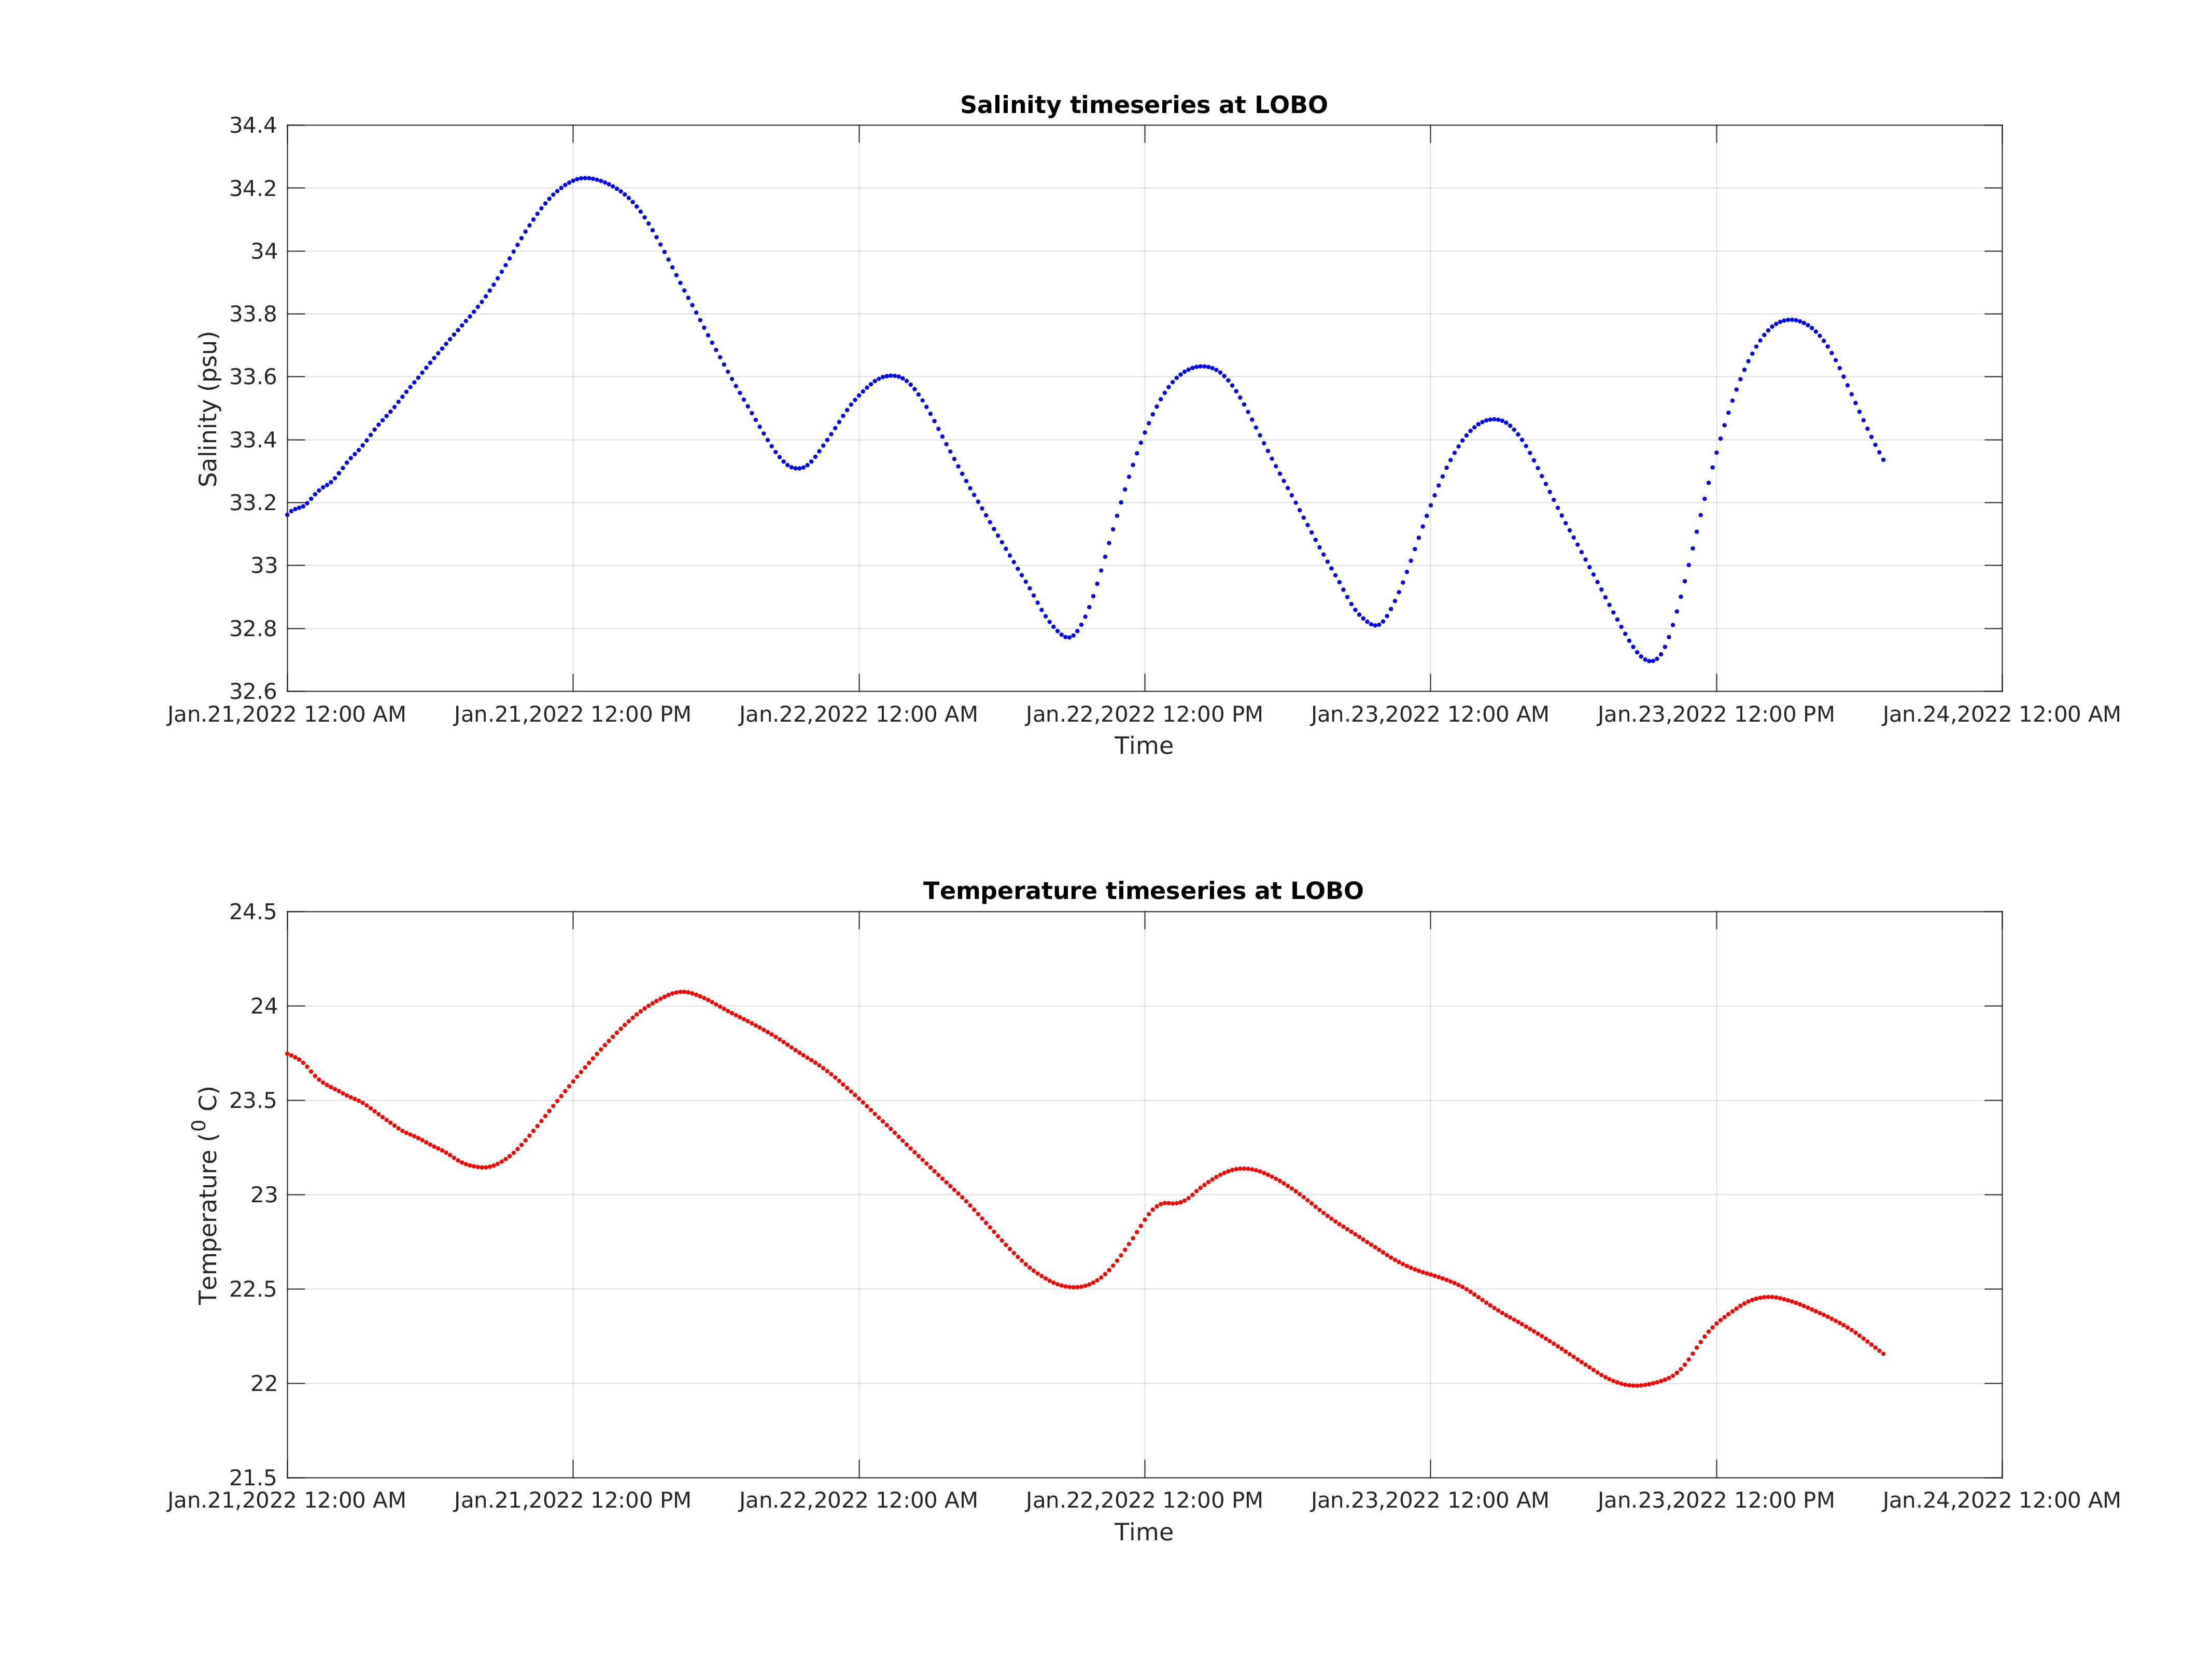 Salinity timeseries at LOBO
34.4
34.2
34
33.8
33.6
33.4
33.2
33
32.8
32.6
Salinity (psu)
Jan.21,2022 12:00 AM Jan.21,2022 12:00 PM Jan.22,2022 12:00 AM Jan.22,2022 12:00 PM Jan.23,2022 12:00 AM Jan.23,2022 12:00 PM Jan.24,2022 12:00 AM
Time
Temperature timeseries at LOBO
24.5
24
23.5
23
22.5
22
21.5
Temperature (⁰ C)
Jan.21,2022 12:00 AM Jan.21,2022 12:00 PM Jan.22,2022 12:00 AM Jan.22,2022 12:00 PM Jan.23,2022 12:00 AM Jan.23,2022 12:00 PM Jan.24,2022 12:00 AM
Time